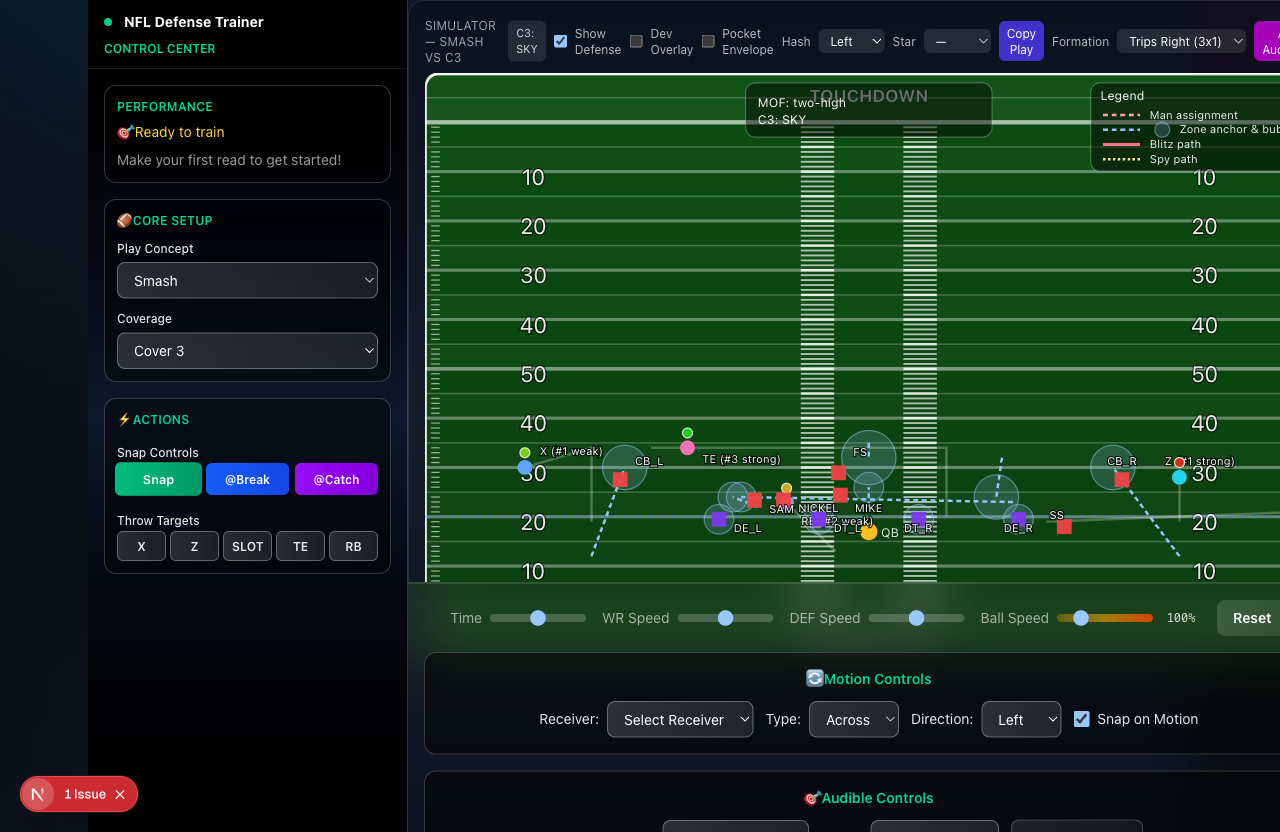 NFL Defense Trainer
CONTROL CENTER
PERFORMANCE
Ready to train
Make your first read to get started!
CORE SETUP
Play Concept
Smash
Coverage
Cover 3
ACTIONS
Snap Controls
Snap
@Break
@Catch
Throw Targets
X
Z
SLOT
TE
RB
1 Issue
SIMULATOR
— SMASH
VS C3
C3:
SKY
Show
Defense
Dev
Overlay
Pocket
Envelope
Hash
Left
Star
—
Copy
Play
Formation
Trips Right (3x1)
TOUCHDOWN
MOF: two-high
C3: SKY
Legend
Man assignment
Zone anchor & bub
Blitz path
Spy path
10 10
20 20
30 30
40 40
50 50
40 40
X (#1 weak)
CB_L
TE (#3 strong)
FS
CB_R
Z (#1 strong)
30
SAM
NICKEL
MIKE
SS
20 20
DE_L
DT_L
QB
DT_R
DE_R
10 10
Time
WR Speed
DEF Speed
Ball Speed
100%
Reset
Motion Controls
Receiver:
Select Receiver
Type:
Across
Direction:
Left
Snap on Motion
Audible Controls